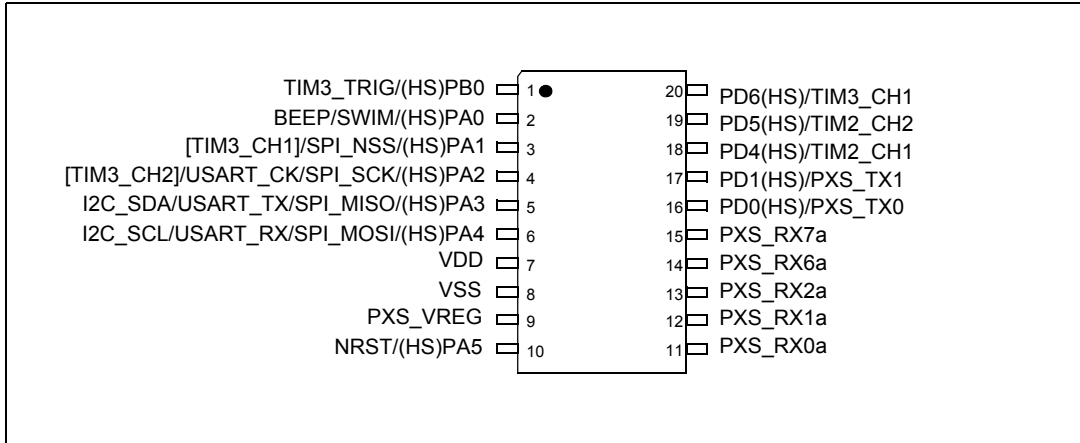 TIM3_TRIG/(HS)PB0 1 20 PD6(HS)/TIM3_CH1
BEEP/SWIM/(HS)PA0 2 19 PD5(HS)/TIM2_CH2
[TIM3_CH1]/SPI_NSS/(HS)PA1 3 18 PD4(HS)/TIM2_CH1
[TIM3_CH2]/USART_CK/SPI_SCK/(HS)PA2 4 17 PD1(HS)/PXS_TX1
I2C_SDA/USART_TX/SPI_MISO/(HS)PA3 5 16 PD0(HS)/PXS_TX0
I2C_SCL/USART_RX/SPI_MOSI/(HS)PA4 6 15 PXS_RX7a
VDD 7 14 PXS_RX6a
VSS 8 13 PXS_RX2a
PXS_VREG 9 12 PXS_RX1a
NRST/(HS)PA5 10 11 PXS_RX0a